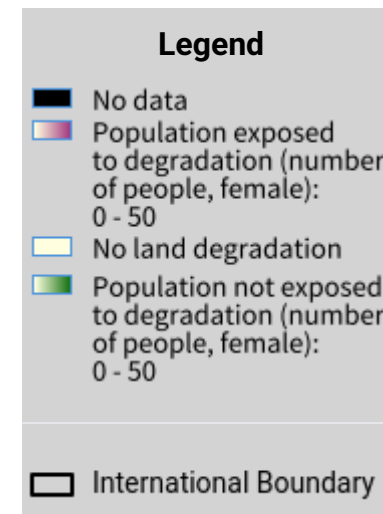 Legend
No data
Population exposed
to degradation (number
of people, female):
0 - 50
No land degradation
Population not exposed
to degradation (number
of people, female):
0 - 50
International Boundary